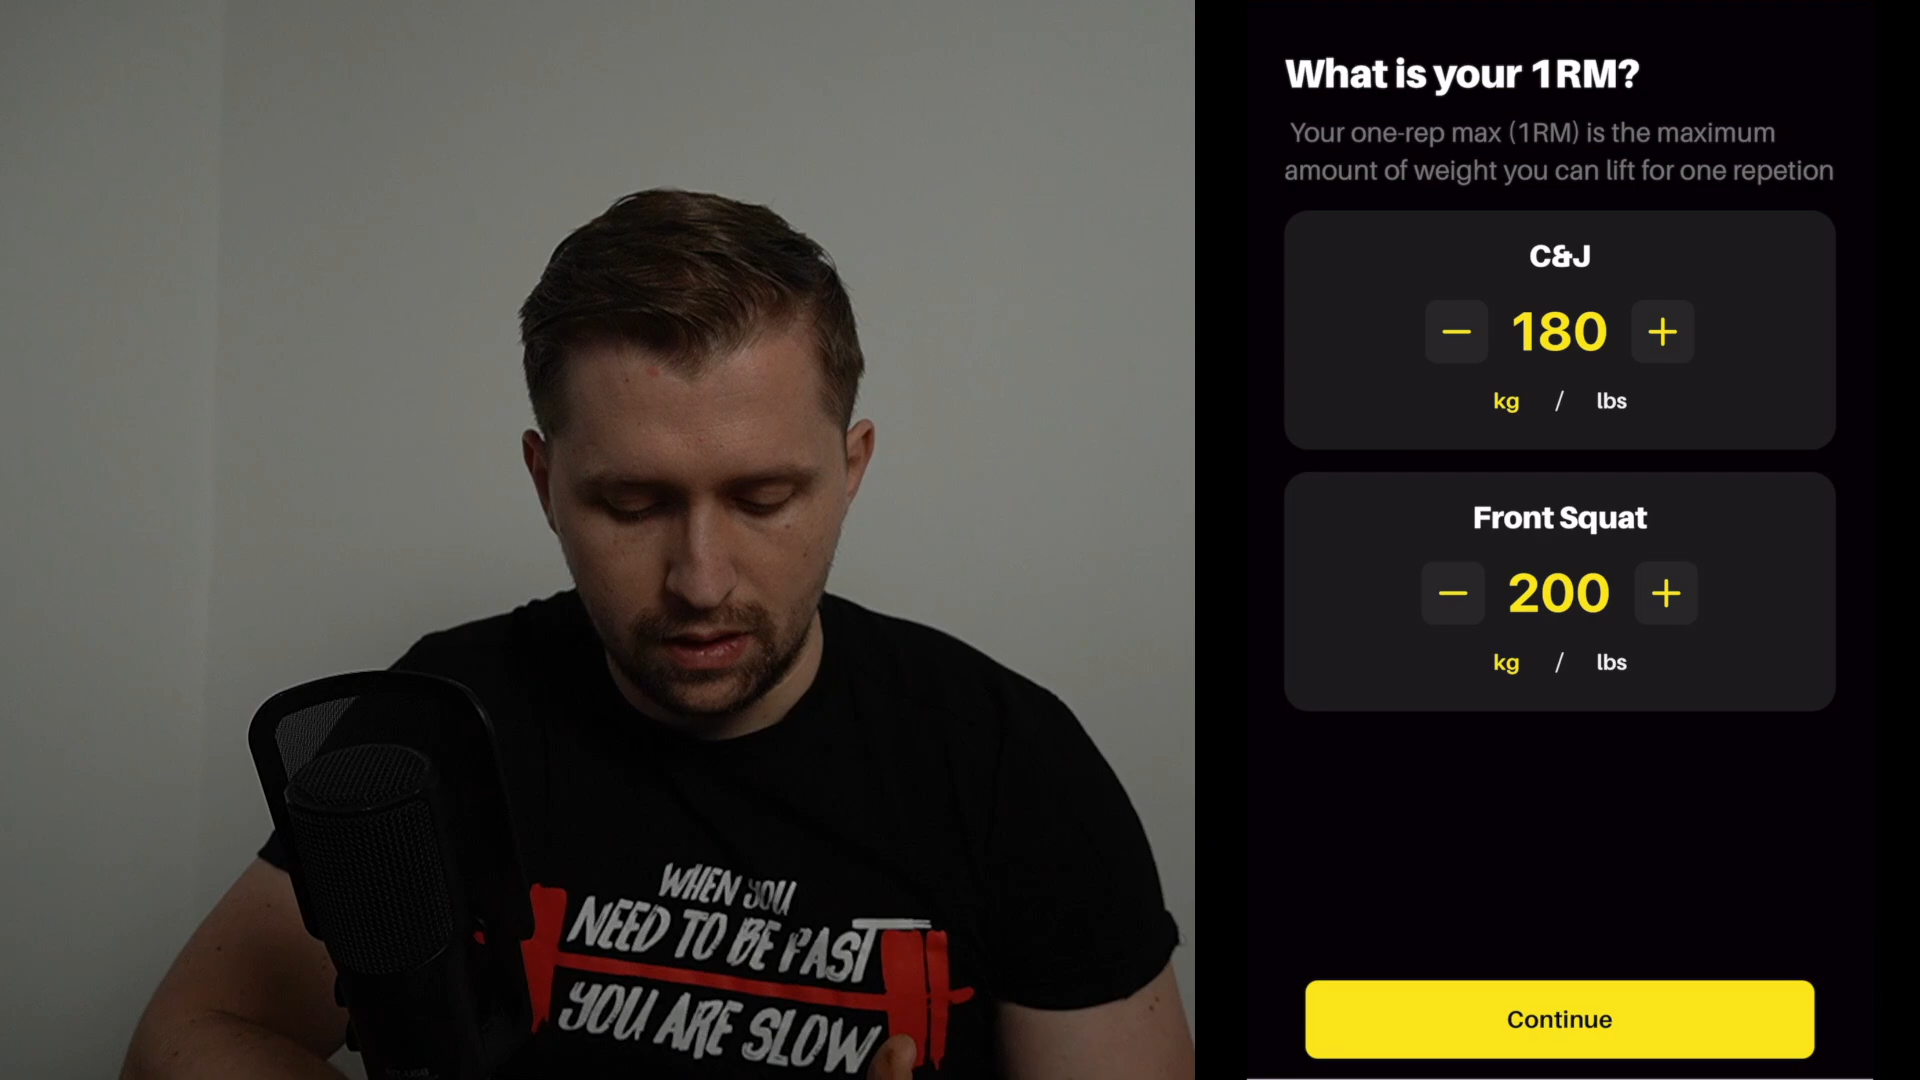 WHEN YOU
NEED TO BE FAST
YOU ARE SLOW
What is your 1RM?
Your one-rep max (1RM) is the maximum
amount of weight you can lift for one repetion
C&J
− 180 +
kg / lbs
Front Squat
− 200 +
kg / lbs
Continue